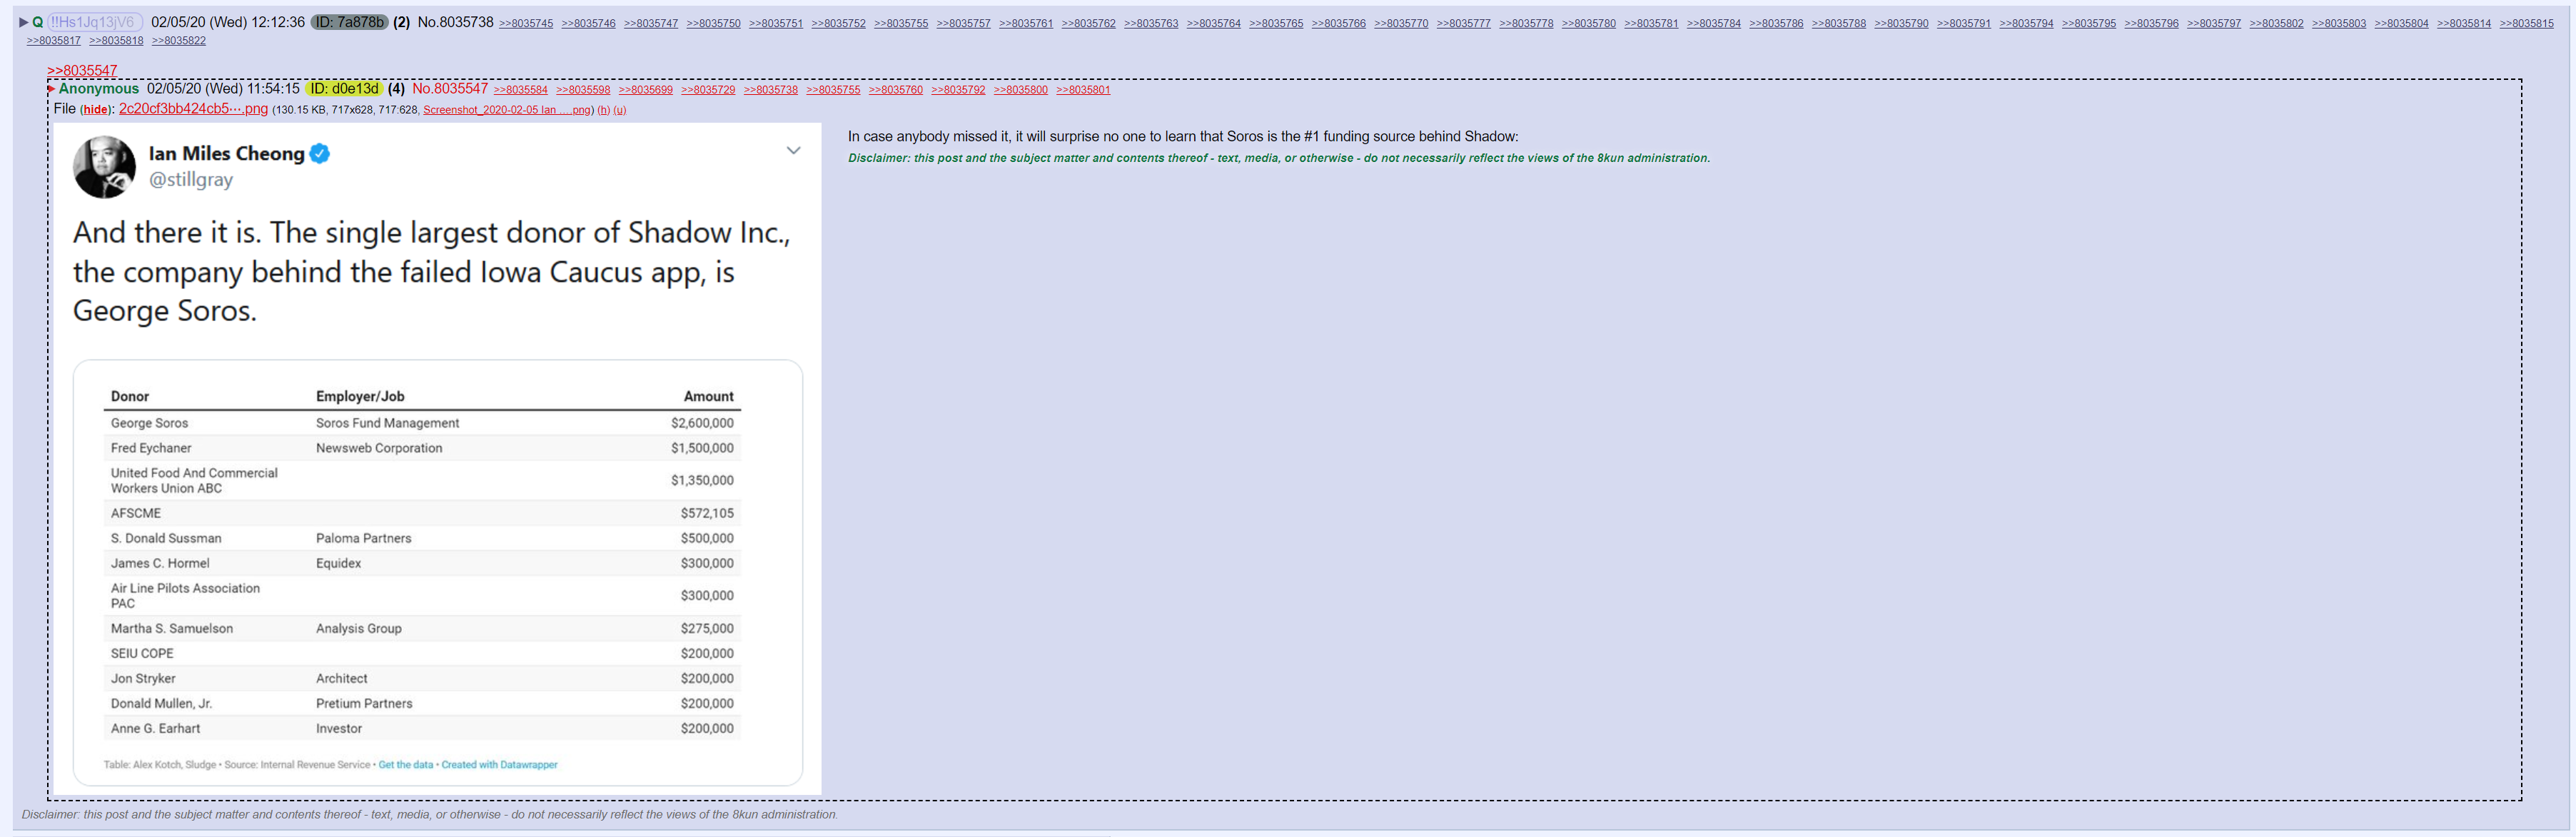 ▶ Q !!Hs1Jq13jV6 02/05/20 (Wed) 12:12:36 ID: 7a878b (2) No.8035738 >>8035745 >>8035746 >>8035747 >>8035750 >>8035751 >>8035752 >>8035755 >>8035757 >>8035761 >>8035762 >>8035763 >>8035764 >>8035765 >>8035766 >>8035770 >>8035777 >>8035778 >>8035780 >>8035781 >>8035784 >>8035786 >>8035788 >>8035790 >>8035791 >>8035794 >>8035795 >>8035796 >>8035797 >>8035802 >>8035803 >>8035804 >>8035814 >>8035815
>>8035817 >>8035818 >>8035822
>>8035547
▶ Anonymous 02/05/20 (Wed) 11:54:15 ID: d0e13d (4) No.8035547 >>8035584 >>8035598 >>8035699 >>8035729 >>8035738 >>8035755 >>8035760 >>8035792 >>8035800 >>8035801
File (hide): 2c20cf3bb424cb5⋯.png (130.15 KB, 717x628, 717:628, Screenshot_2020-02-05 Ian ….png) (h) (u)
In case anybody missed it, it will surprise no one to learn that Soros is the #1 funding source behind Shadow:
Disclaimer: this post and the subject matter and contents thereof - text, media, or otherwise - do not necessarily reflect the views of the 8kun administration.
Ian Miles Cheong
@stillgray
And there it is. The single largest donor of Shadow Inc.,
the company behind the failed Iowa Caucus app, is
George Soros.
Donor Employer/Job Amount
George Soros Soros Fund Management $2,600,000
Fred Eychaner Newsweb Corporation $1,500,000
United Food And Commercial
Workers Union ABC $1,350,000
AFSCME $572,105
S. Donald Sussman Paloma Partners $500,000
James C. Hormel Equidex $300,000
Air Line Pilots Association
PAC $300,000
Martha S. Samuelson Analysis Group $275,000
SEIU COPE $200,000
Jon Stryker Architect $200,000
Donald Mullen, Jr. Pretium Partners $200,000
Anne G. Earhart Investor $200,000
Table: Alex Kotch, Sludge • Source: Internal Revenue Service • Get the data • Created with Datawrapper
Disclaimer: this post and the subject matter and contents thereof - text, media, or otherwise - do not necessarily reflect the views of the 8kun administration.